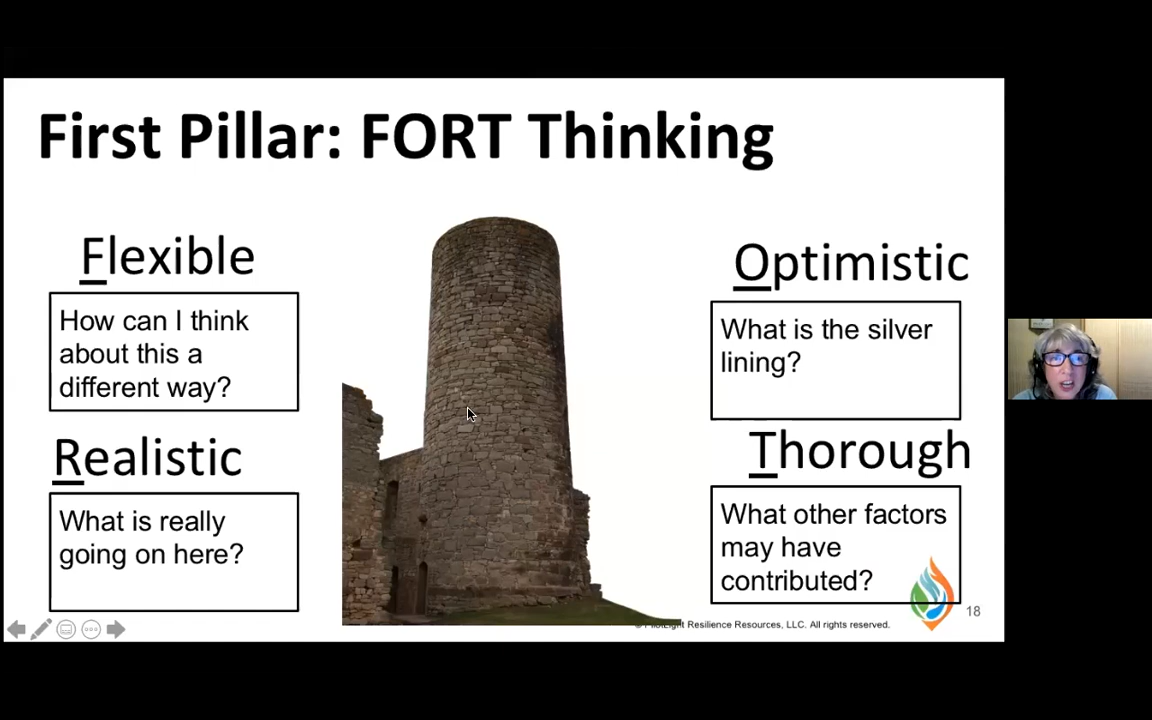 First Pillar: FORT Thinking
Flexible
How can I think
about this a
different way?
Optimistic
What is the silver
lining?
Realistic
What is really
going on here?
Thorough
What other factors
may have
contributed?
Resilience Resources, LLC. All rights reserved.
18